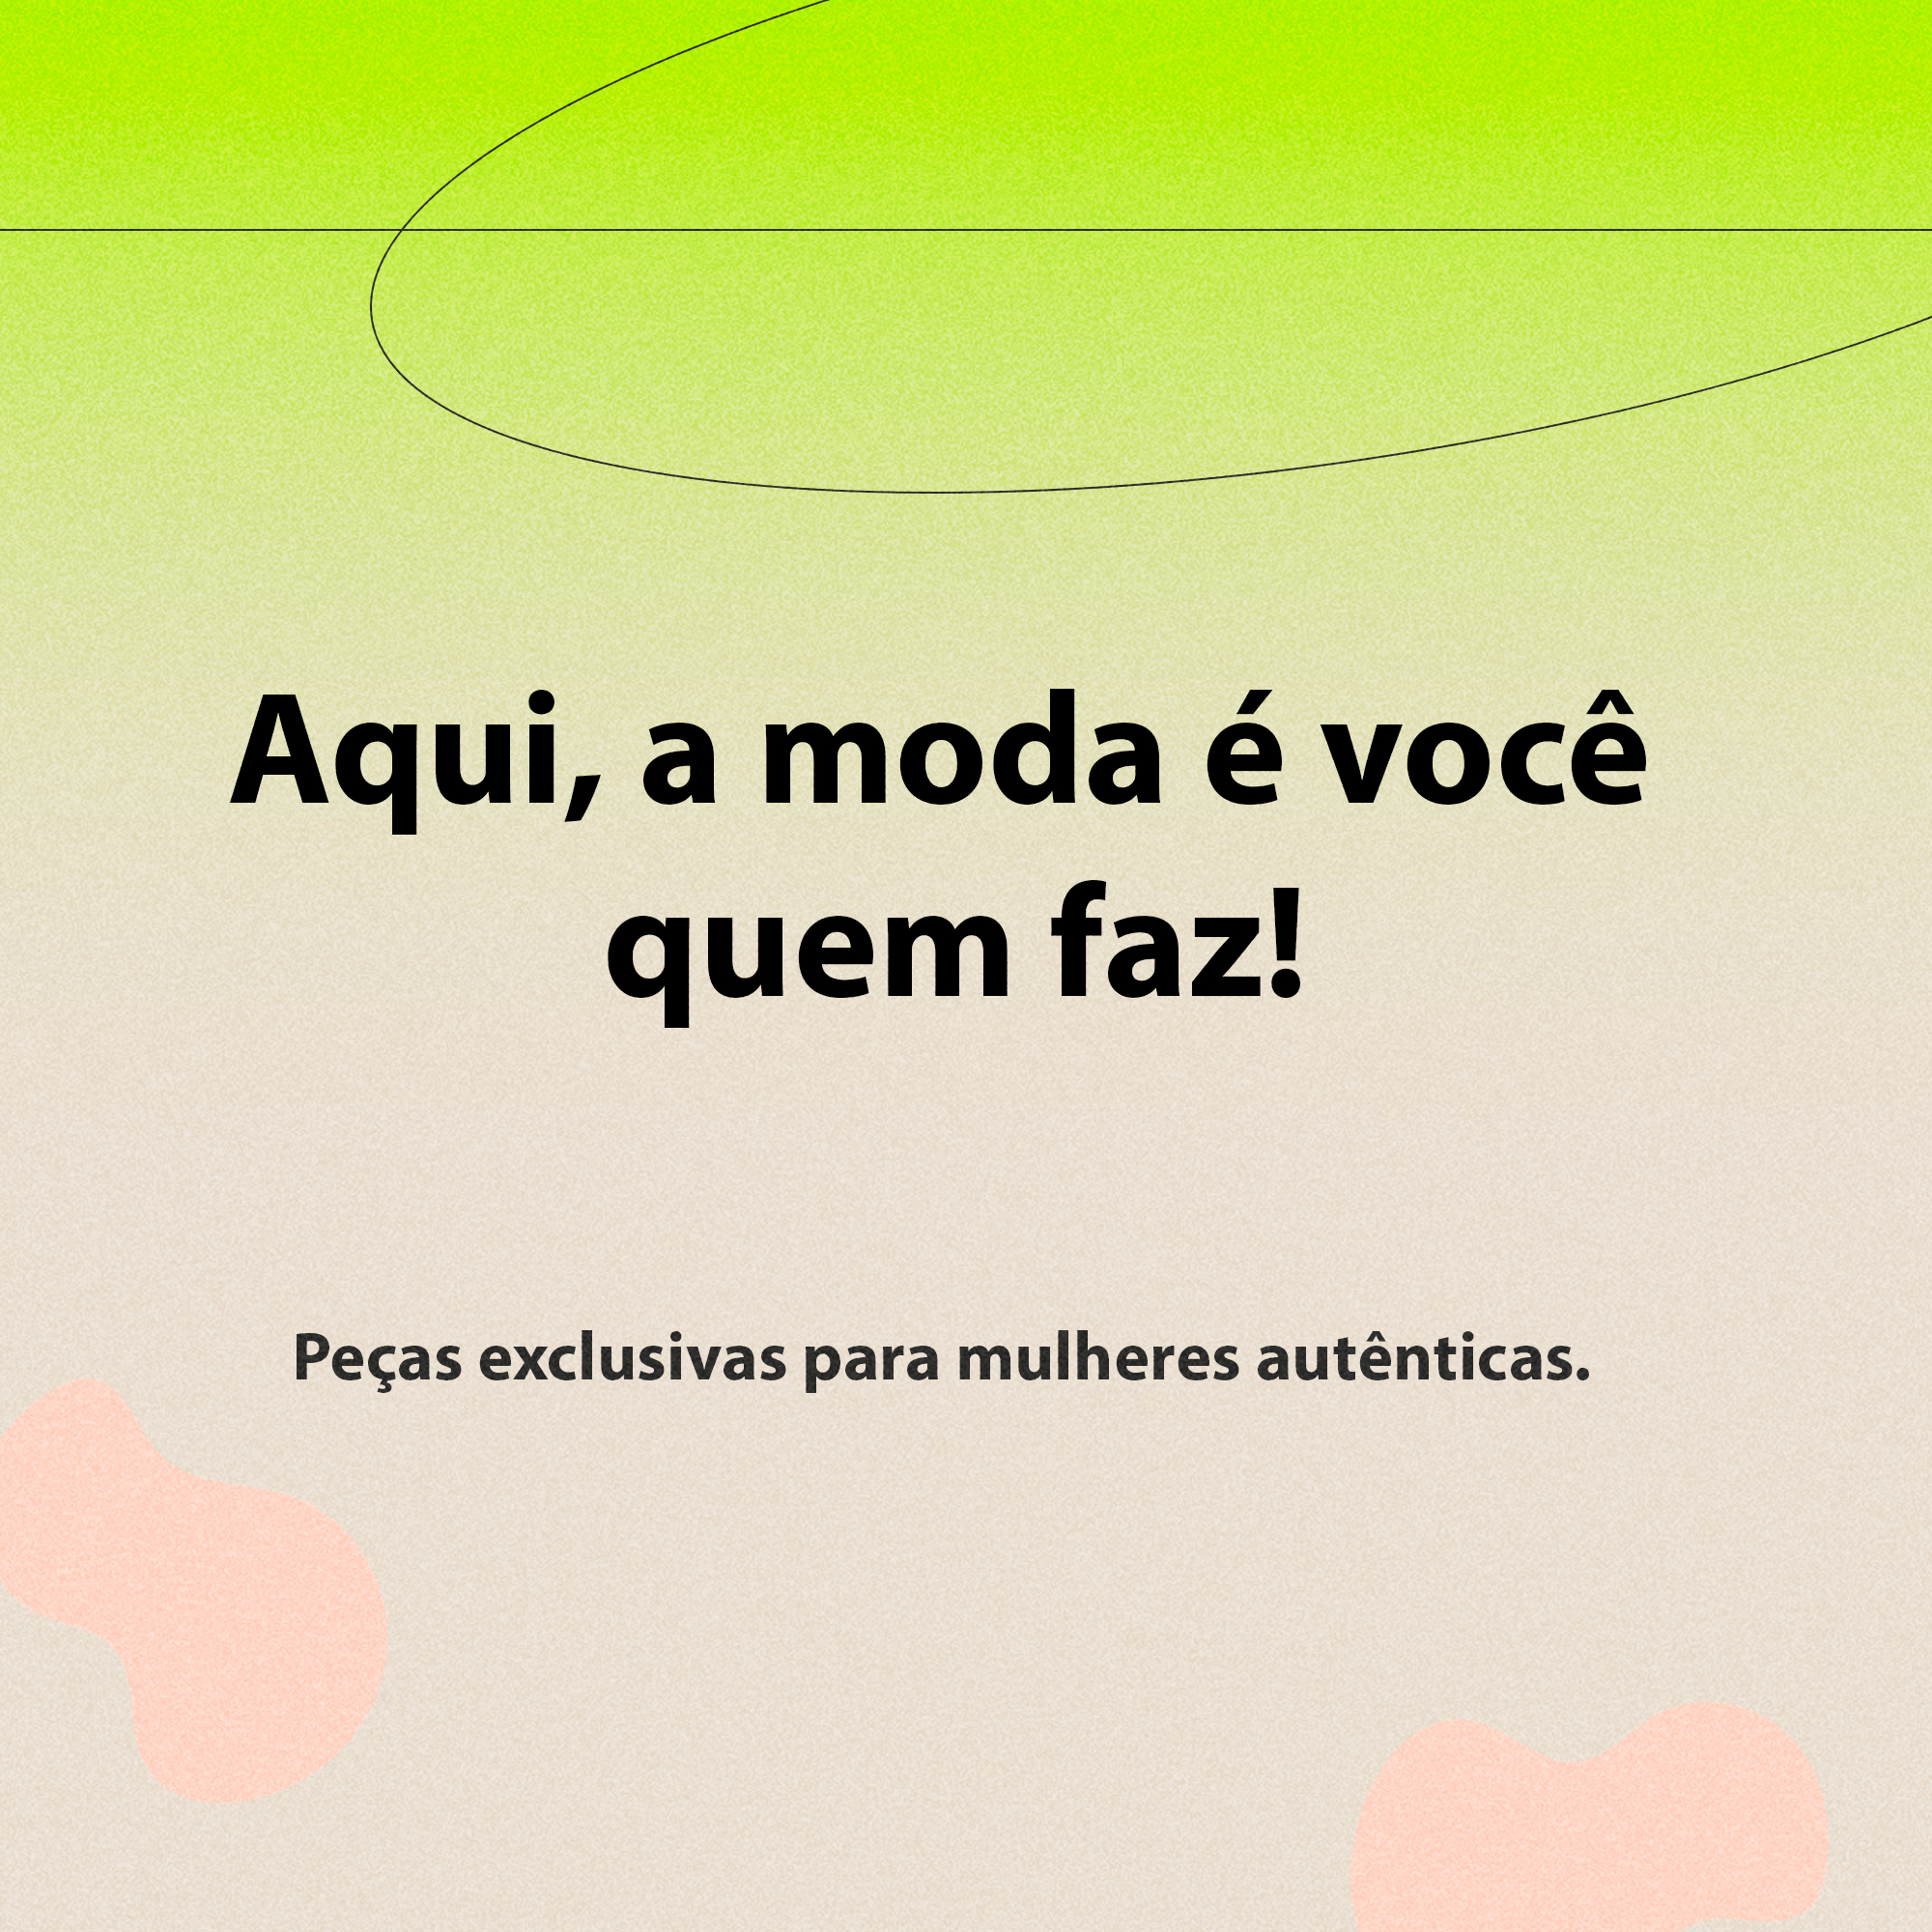 Aqui, a moda é você
quem faz!
Peças exclusivas para mulheres autênticas.